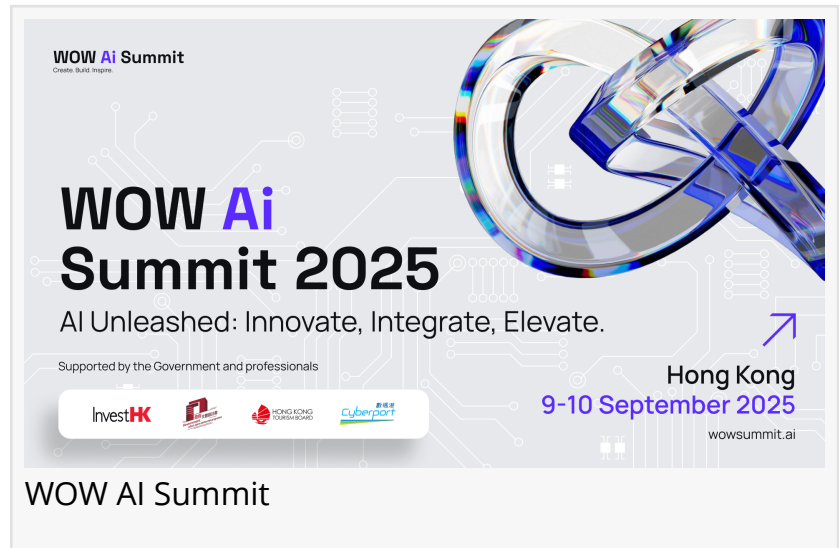 WOW Ai Summit
Create. Build. Inspire.
WOW Ai
Summit 2025
AI Unleashed: Innovate, Integrate, Elevate.
Supported by the Government and professionals
InvestHK
HONG KONG
TOURISM BOARD
數碼港
Cyberport
Hong Kong
9-10 September 2025
wowsummit.ai
WOW AI Summit